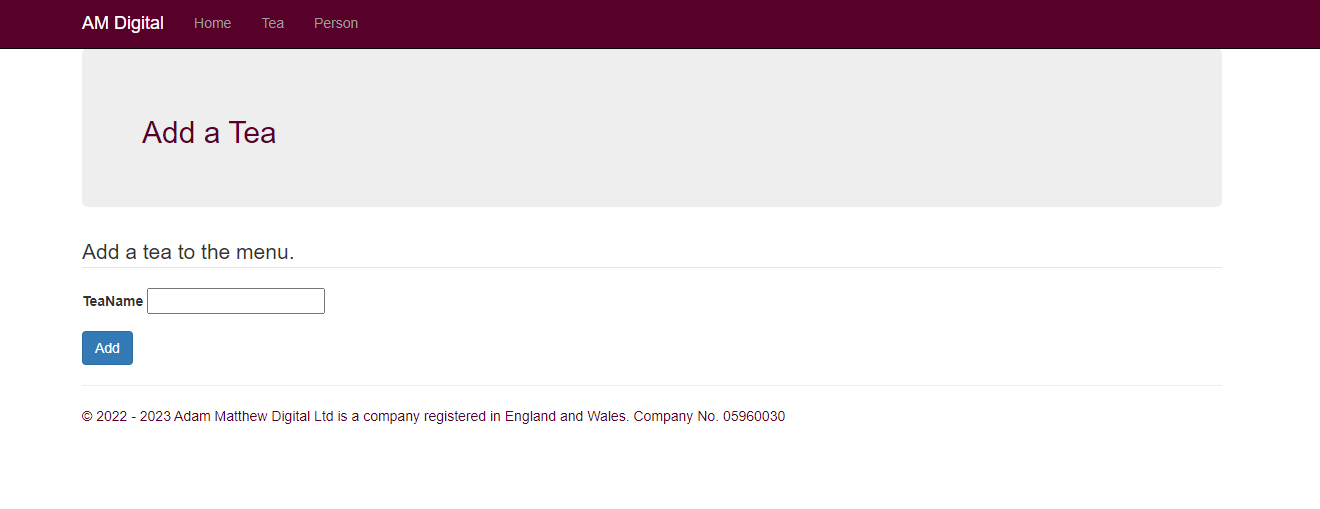 AM Digital Home Tea Person
Add a Tea
Add a tea to the menu.
TeaName
Add
© 2022 - 2023 Adam Matthew Digital Ltd is a company registered in England and Wales. Company No. 05960030